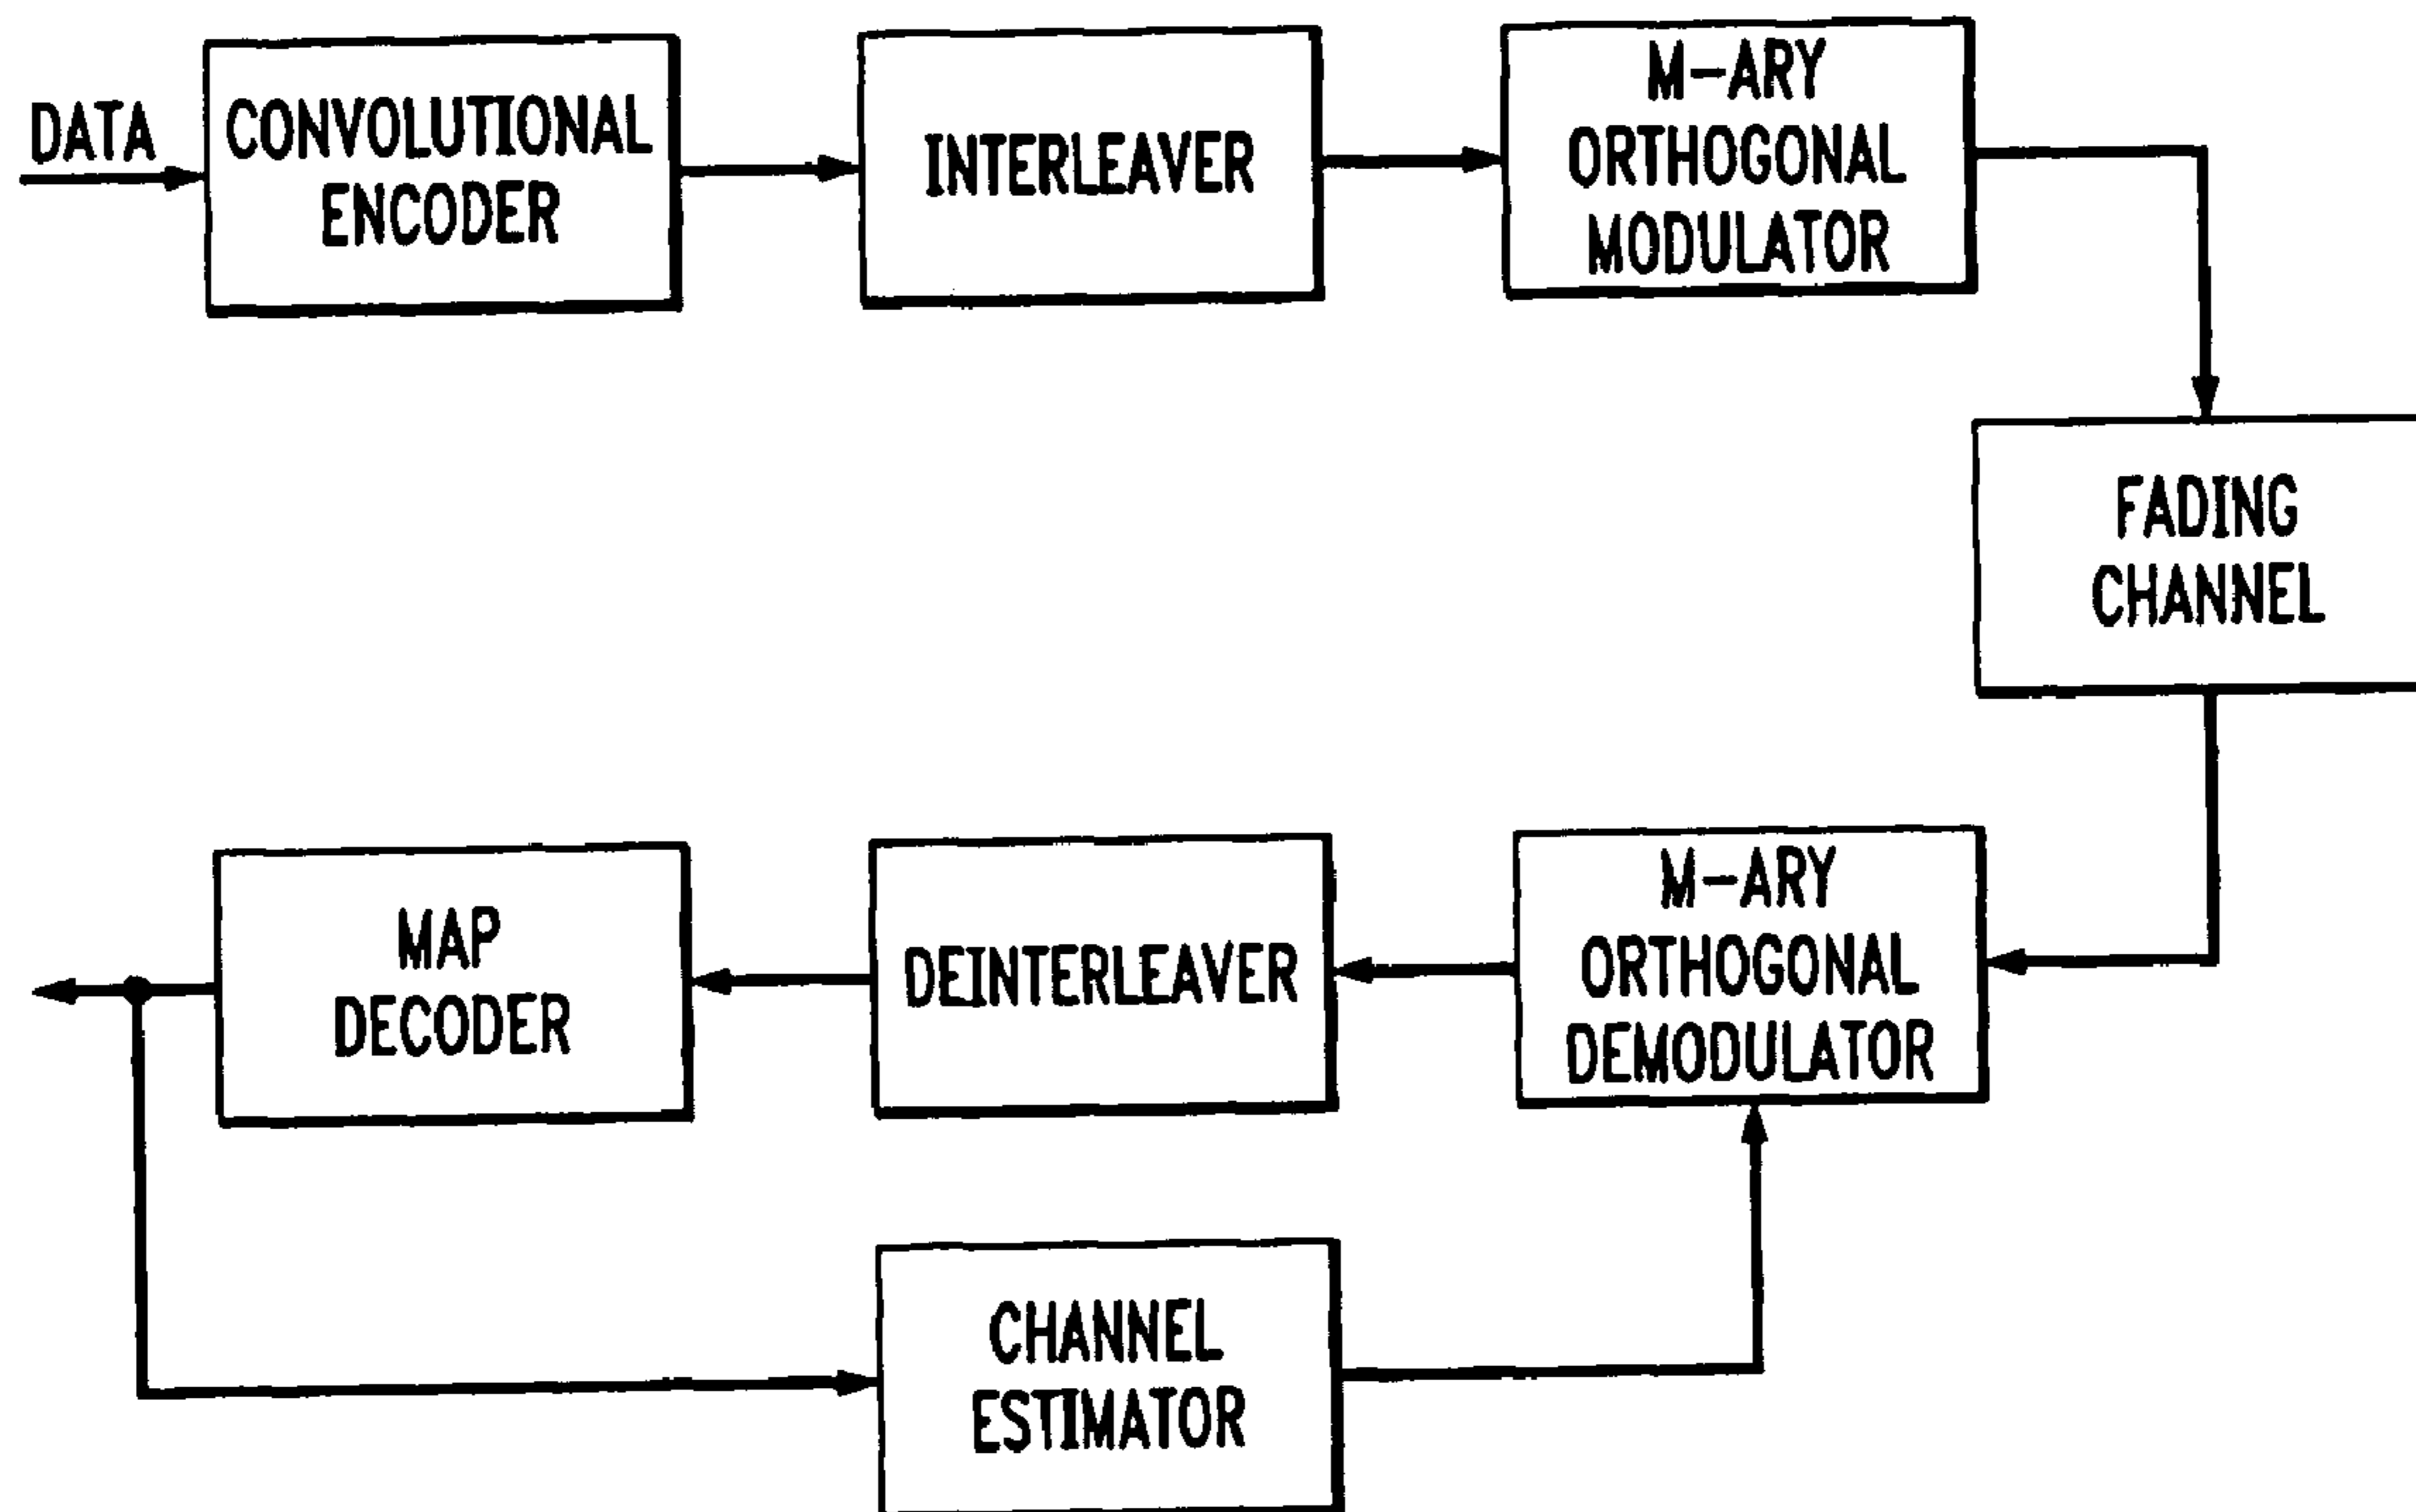 DATA
CONVOLUTIONAL
ENCODER
INTERLEAVER
M-ARY
ORTHOGONAL
MODULATOR
FADING
CHANNEL
MAP
DECODER
DEINTERLEAVER
M-ARY
ORTHOGONAL
DEMODULATOR
CHANNEL
ESTIMATOR